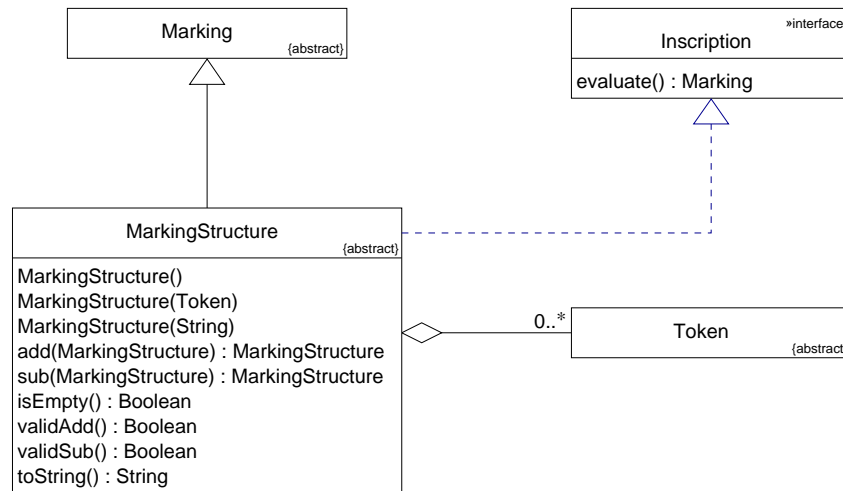 Marking
{abstract}
»interface
Inscription
evaluate() : Marking
MarkingStructure
{abstract}
MarkingStructure()
MarkingStructure(Token)
MarkingStructure(String)
add(MarkingStructure) : MarkingStructure
sub(MarkingStructure) : MarkingStructure
isEmpty() : Boolean
validAdd() : Boolean
validSub() : Boolean
toString() : String
0..*
Token
{abstract